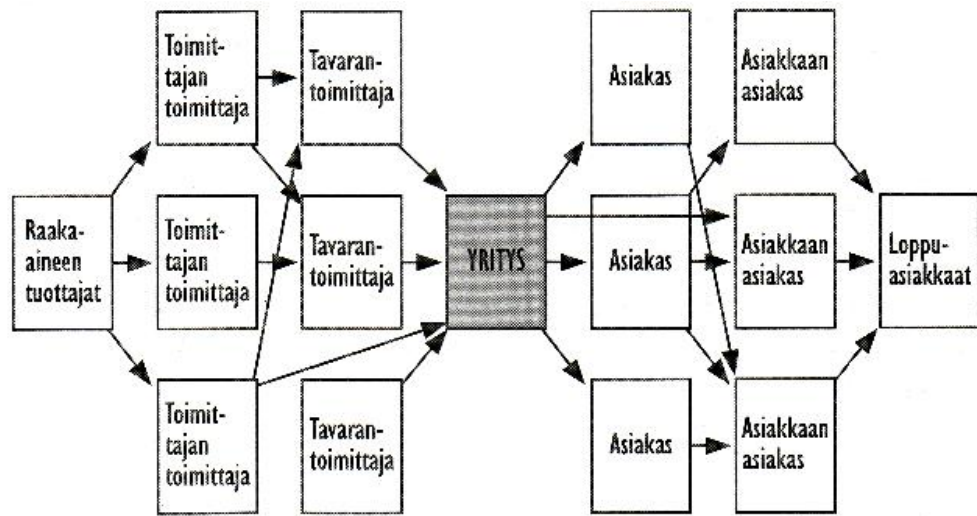 Toimit-
tajan
toimittaja
Tavaran-
toimittaja
Asiakas
Asiakkaan
asiakas
Raaka-
aineen
tuottajat
Toimit-
tajan
toimittaja
Tavaran-
toimittaja
YRITYS
Asiakas
Asiakkaan
asiakas
Loppu-
asiakkaat
Toimit-
tajan
toimittaja
Tavaran-
toimittaja
Asiakas
Asiakkaan
asiakas